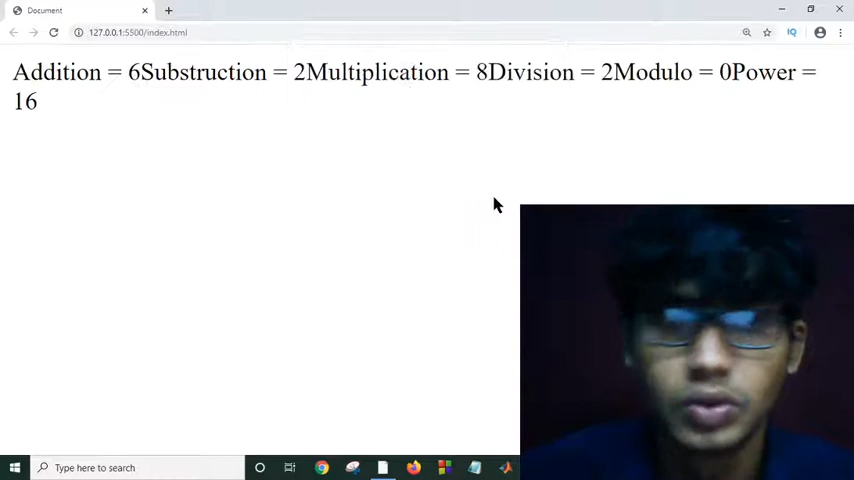 Document
127.0.0.1:5500/index.html
IQ
Addition = 6Substruction = 2Multiplication = 8Division = 2Modulo = 0Power =
16
Type here to search